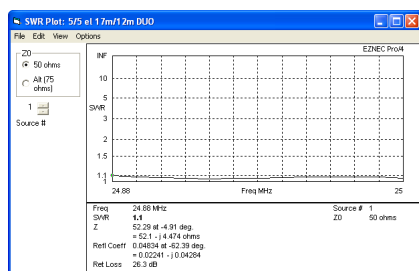 SWR Plot: 5/5 el 17m/12m DUO
File Edit View Options
EZNEC Pro/4
Z0
50 ohms
Alt (75 ohms)
1
Source #
INF
10
5
3
SWR
2
1.5
1.1
1
24.88
Freq MHz
25
Freq 24.88 MHz
Source # 1
SWR 1.1
Z0 50 ohms
Z 52.29 at -4.91 deg.
= 52.1 - j 4.474 ohms
Refl Coeff 0.04834 at -62.39 deg.
= 0.02241 - j 0.04284
Ret Loss 26.3 dB